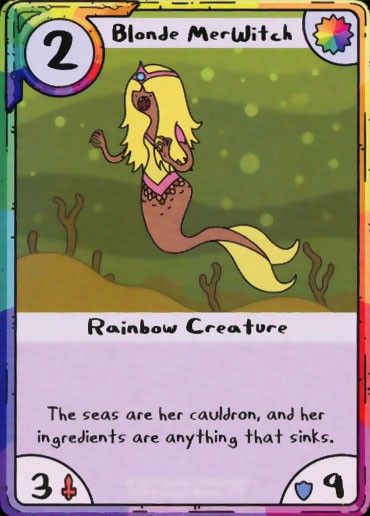 2
Blonde MerWitch
Rainbow Creature
The seas are her cauldron, and her
ingredients are anything that sinks.
3
9